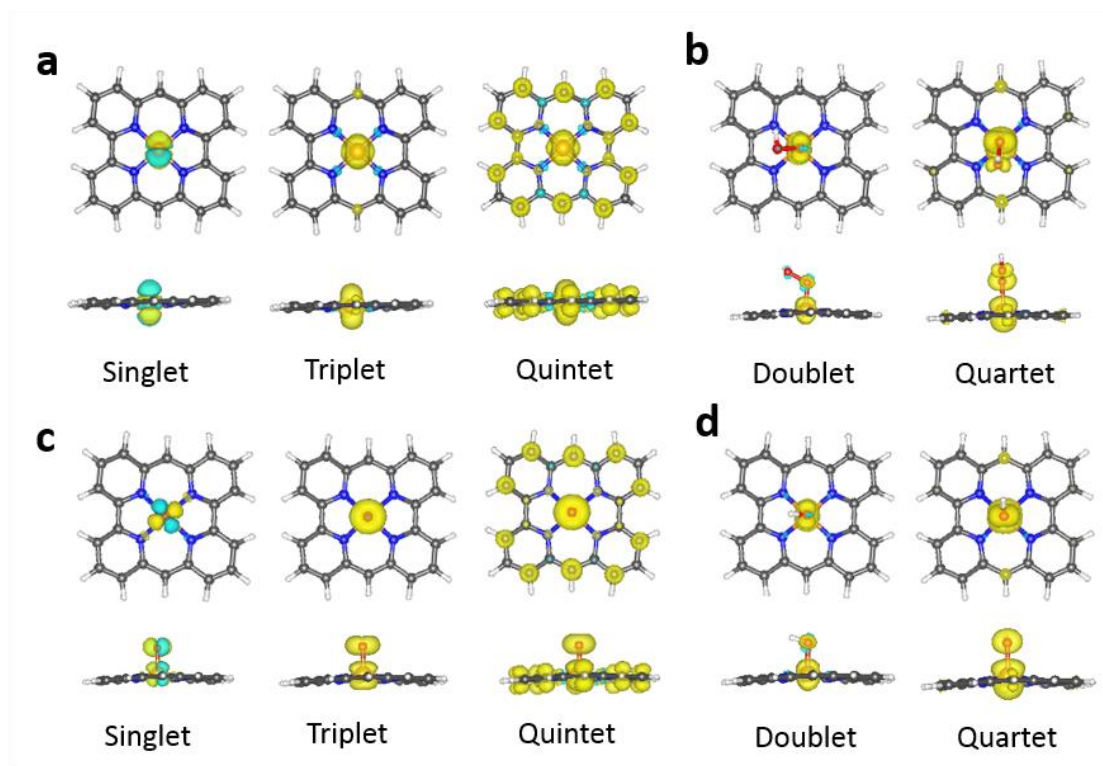 a
b
Singlet
Triplet
Quintet
Doublet
Quartet
c
d
Singlet
Triplet
Quintet
Doublet
Quartet